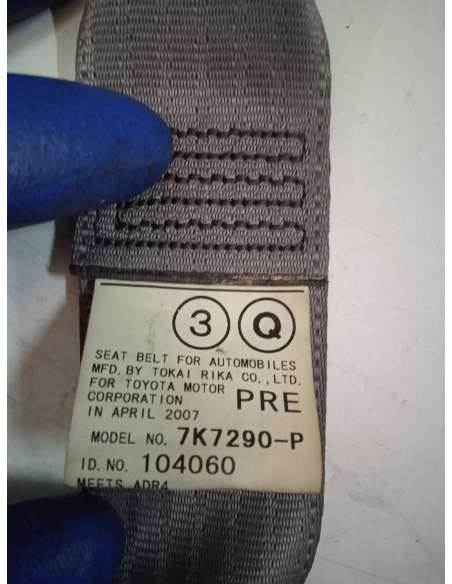 3 Q
SEAT BELT FOR AUTOMOBILES
MFD. BY TOKAI RIKA CO.,LTD.
FOR TOYOTA MOTOR
CORPORATION PRE
IN APRIL 2007
MODEL NO. 7K7290-P
ID.NO. 104060
MEETS ADR4